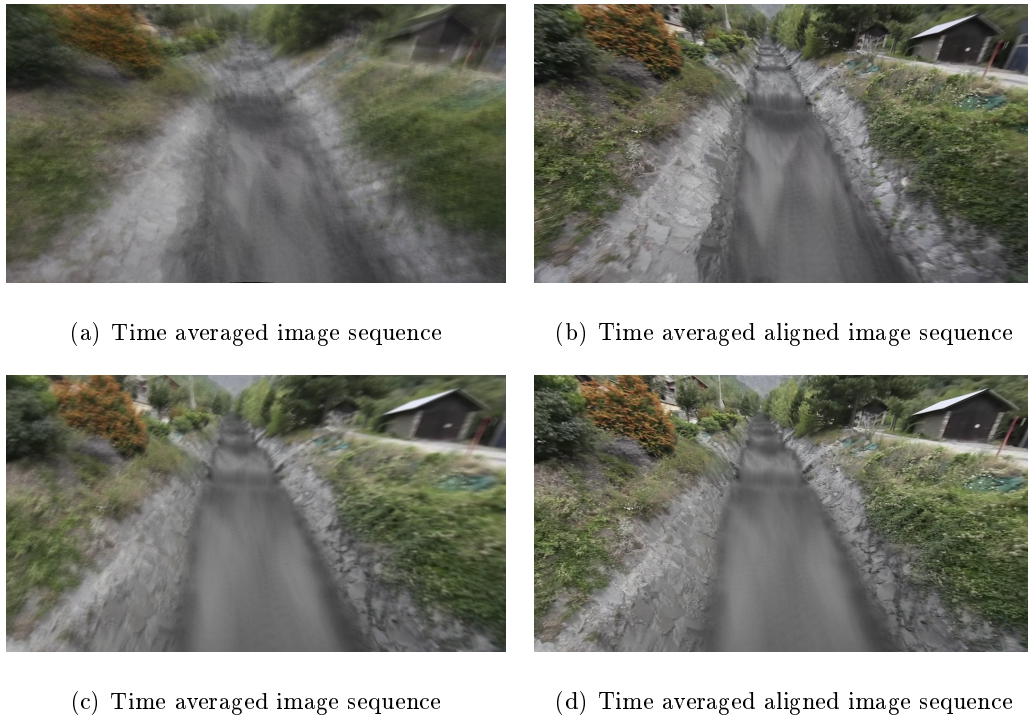 (a) Time averaged image sequence
(b) Time averaged aligned image sequence
(c) Time averaged image sequence
(d) Time averaged aligned image sequence